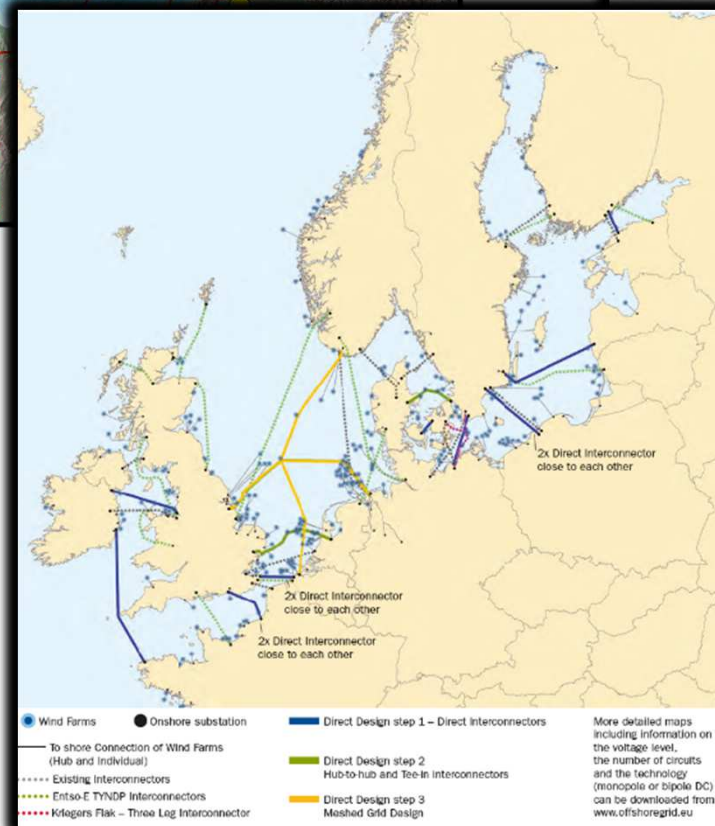 2x Direct Interconnector
close to each other
2x Direct Interconnector
close to each other
2x Direct Interconnector
close to each other
Wind Farms
Onshore substation
To shore Connection of Wind Farms
(Hub and Individual)
Existing Interconnectors
Entso-E TYNDP Interconnectors
Kriegers Flak – Three Leg Interconnector
Direct Design step 1 – Direct Interconnectors
Direct Design step 2
Hub-to-hub and Tee-in interconnectors
Direct Design step 3
Meshed Grid Design
More detailed maps
including information on
the voltage level,
the number of circuits
and the technology
(monopole or bipole DC)
can be downloaded from
www.offshoregrid.eu